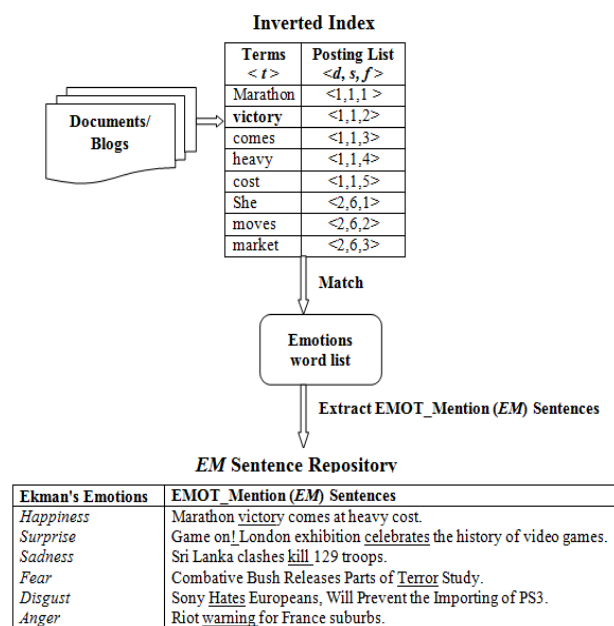 Inverted Index
Terms Posting List
< t > <d, s, f >
Marathon <1,1,1 >
victory <1,1,2>
comes <1,1,3>
heavy <1,1,4>
cost <1,1,5>
She <2,6,1>
moves <2,6,2>
market <2,6,3>
Documents/
Blogs
Match
Emotions
word list
Extract EMOT_Mention (EM) Sentences
EM Sentence Repository
Ekman's Emotions EMOT_Mention (EM) Sentences
Happiness Marathon victory comes at heavy cost.
Surprise Game on! London exhibition celebrates the history of video games.
Sadness Sri Lanka clashes kill 129 troops.
Fear Combative Bush Releases Parts of Terror Study.
Disgust Sony Hates Europeans, Will Prevent the Importing of PS3.
Anger Riot warning for France suburbs.